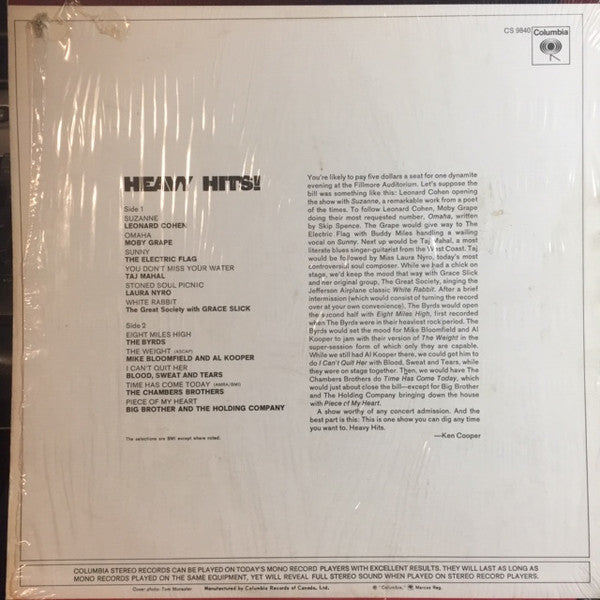 CS 9840
Columbia
HEAVY HITS!
Side 1
SUZANNE
LEONARD COHEN
OMAHA
MOBY GRAPE
SUNNY
THE ELECTRIC FLAG
YOU DON'T MISS YOUR WATER
TAJ MAHAL
STONED SOUL PICNIC
LAURA NYRO
WHITE RABBIT
The Great Society with GRACE SLICK
Side 2
EIGHT MILES HIGH
THE BYRDS
THE WEIGHT (ASCAP)
MIKE BLOOMFIELD AND AL KOOPER
I CAN'T QUIT HER
BLOOD, SWEAT AND TEARS
TIME HAS COME TODAY (AMRA/BMI)
THE CHAMBERS BROTHERS
PIECE OF MY HEART
BIG BROTHER AND THE HOLDING COMPANY
The selections are BMI except where noted.
You're likely to pay five dollars a seat for one dynamite
evening at the Fillmore Auditorium. Let's suppose the
bill was something like this: Leonard Cohen opening
the show with Suzanne, a remarkable work from a poet
of the times. To follow Leonard Cohen, Moby Grape
doing their most requested number, Omaha, written
by Skip Spence. The Grape would give way to The
Electric Flag with Buddy Miles handling a wailing
vocal on Sunny. Next up would be Taj Mahal, a most
literate blues singer-guitarist from the West Coast. Taj
would be followed by Miss Laura Nyro, today's most
controversial soul composer. While we had a chick on
stage, we'd keep the mood that way with Grace Slick
and her original group, The Great Society, singing the
Jefferson Airplane classic White Rabbit. After a brief
intermission (which would consist of turning the record
over at your own convenience). The Byrds would open
the second half with Eight Miles High, first recorded
when The Byrds were in their heaviest rock period. The
Byrds would set the mood for Mike Bloomfield and Al
Kooper to jam with their version of The Weight in the
super-session form of which only they are capable.
While we still had Al Kooper there, we could get him to
do I Can't Quit Her with Blood, Sweat and Tears, while
they were on stage together. Then, we would have The
Chambers Brothers do Time Has Come Today, which
would just about close the bill—except for Big Brother
and The Holding Company bringing down the house
with Piece of My Heart.
A show worthy of any concert admission. And the
best part is this: This is one show you can dig any time
you want to. Heavy Hits.
—Ken Cooper
COLUMBIA STEREO RECORDS CAN BE PLAYED ON TODAY'S MONO RECORD PLAYERS WITH EXCELLENT RESULTS. THEY WILL LAST AS LONG AS
MONO RECORDS PLAYED ON THE SAME EQUIPMENT, YET WILL REVEAL FULL STEREO SOUND WHEN PLAYED ON STEREO RECORD PLAYERS.
Cover photo: Tom Manufactured by Columbia Records of Canada, Ltd. ® "Columbia," Marcas Reg.